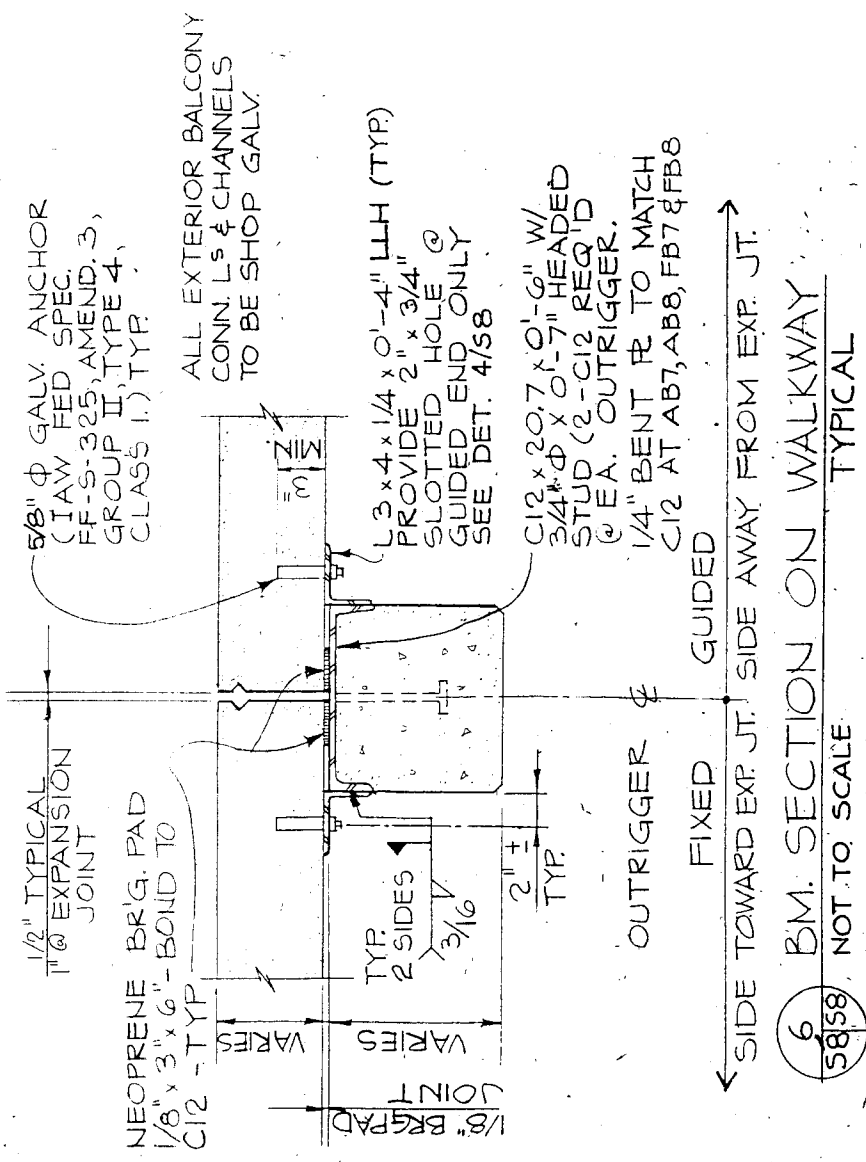 1/2" TYPICAL
1" @ EXPANSION
JOINT
NEOPRENE BR'G. PAD
1/8" x 3" x 6" - BOND TO
C12 - TYP
5/8" Φ GALV. ANCHOR
(IAW FED SPEC.
FF-S-325, AMEND. 3,
GROUP II, TYPE 4,
CLASS 1.) TYP.
ALL EXTERIOR BALCONY
CONN. Ls & CHANNELS
TO BE SHOP GALV.
3"
MIN.
L 3 x 4 x 1/4 x 0'-4" LLH (TYP.)
PROVIDE 2" x 3/4"
SLOTTED HOLE @
GUIDED END ONLY
SEE DET. 4/S8
C12 x 20.7 x 0'-6" W/
3/4" Φ x 0'-7" HEADED
STUD (2-C12 REQ'D
@ EA. OUTRIGGER.
1/4" BENT PL TO MATCH
C12 AT AB7, AB8, FB7 & FB8
VARIES
VARIES
1/8" BRG PAD
JOINT
TYP.
2 SIDES
3/16
2" ±
TYP.
OUTRIGGER ℄
FIXED
GUIDED
SIDE TOWARD EXP. JT.
SIDE AWAY FROM EXP. JT.
6
S8 S8
BM. SECTION ON WALKWAY
NOT TO SCALE
TYPICAL